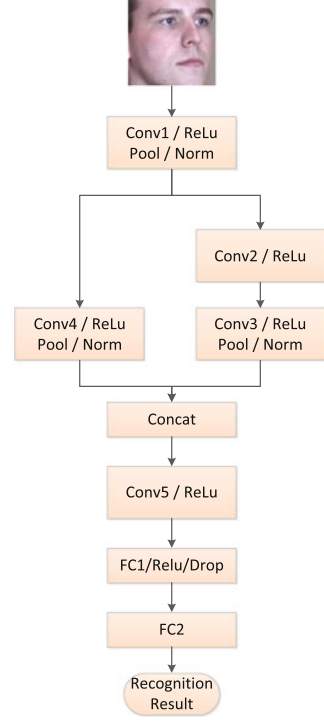 Conv1 / ReLu
Pool / Norm
Conv2 / ReLu
Conv4 / ReLu
Pool / Norm
Conv3 / ReLu
Pool / Norm
Concat
Conv5 / ReLu
FC1/Relu/Drop
FC2
Recognition
Result